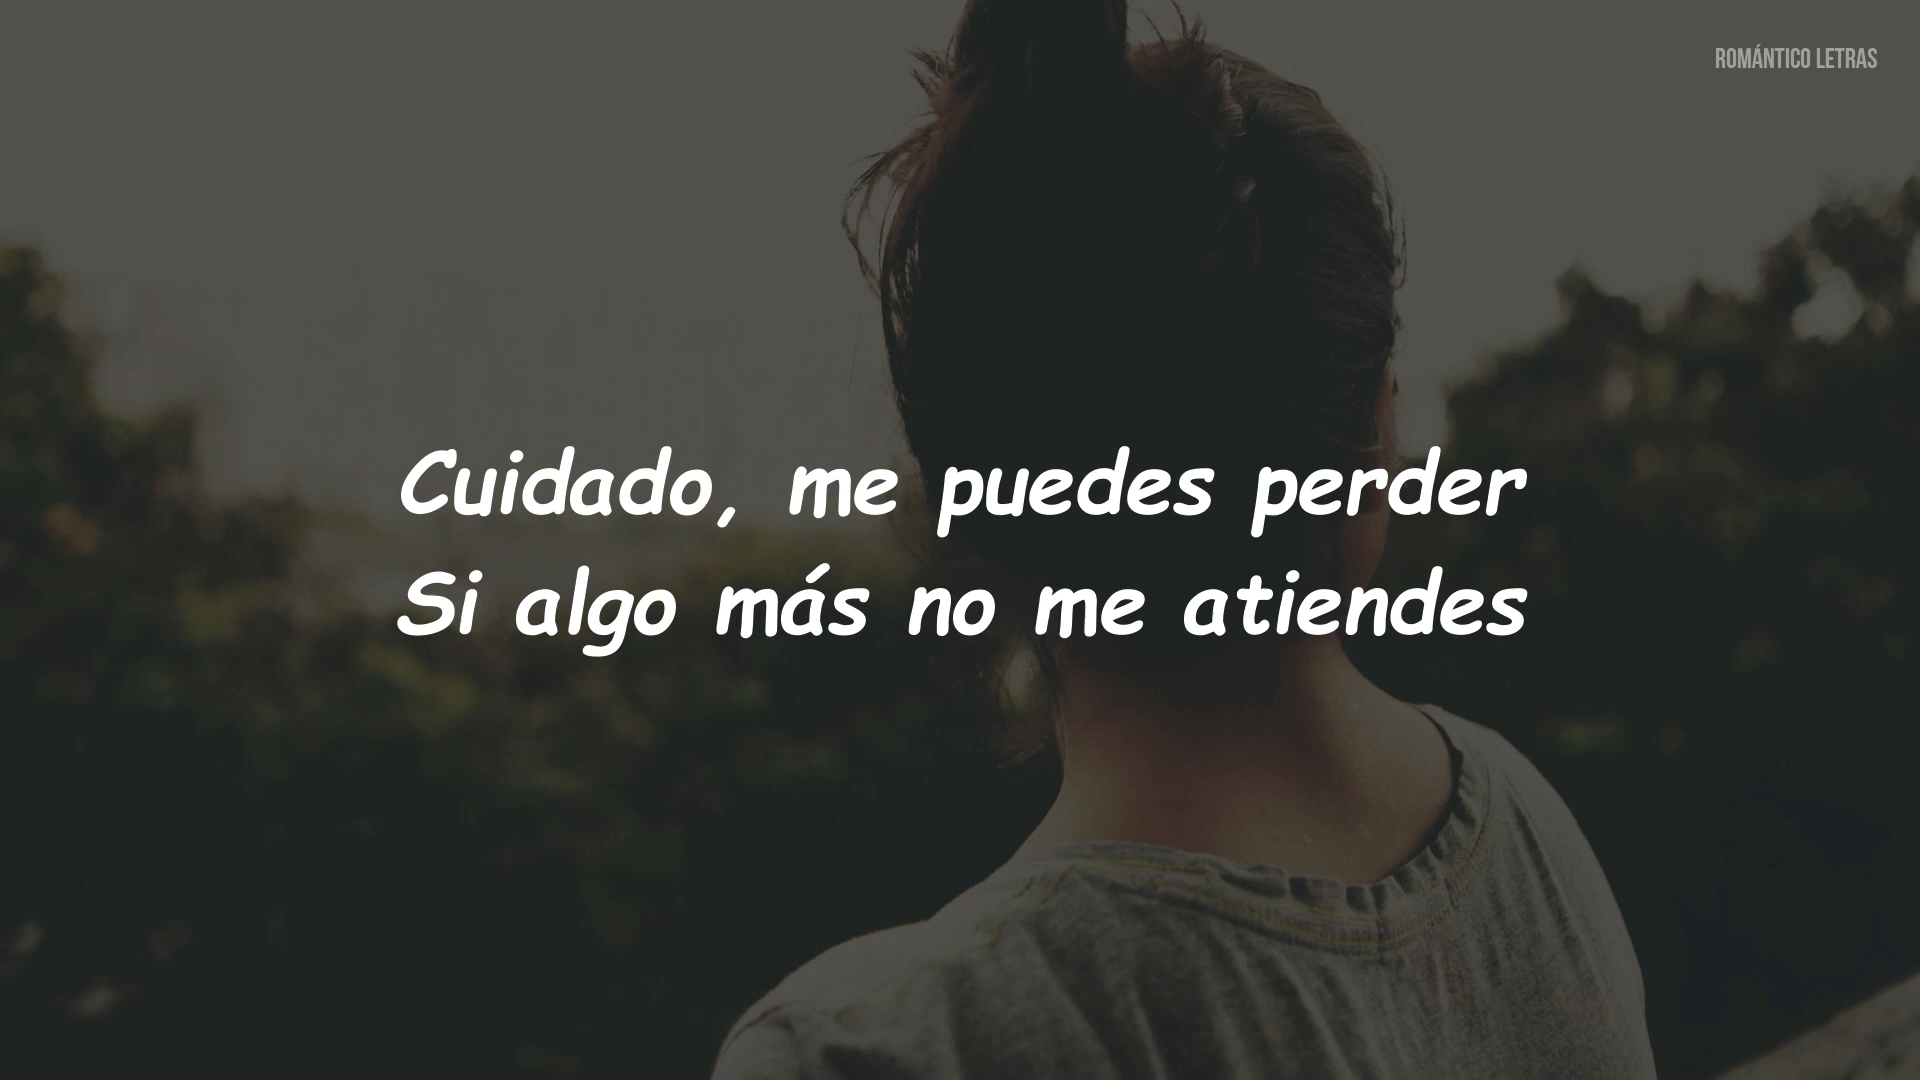 ROMÁNTICO LETRAS
Cuidado, me puedes perder
Si algo más no me atiendes